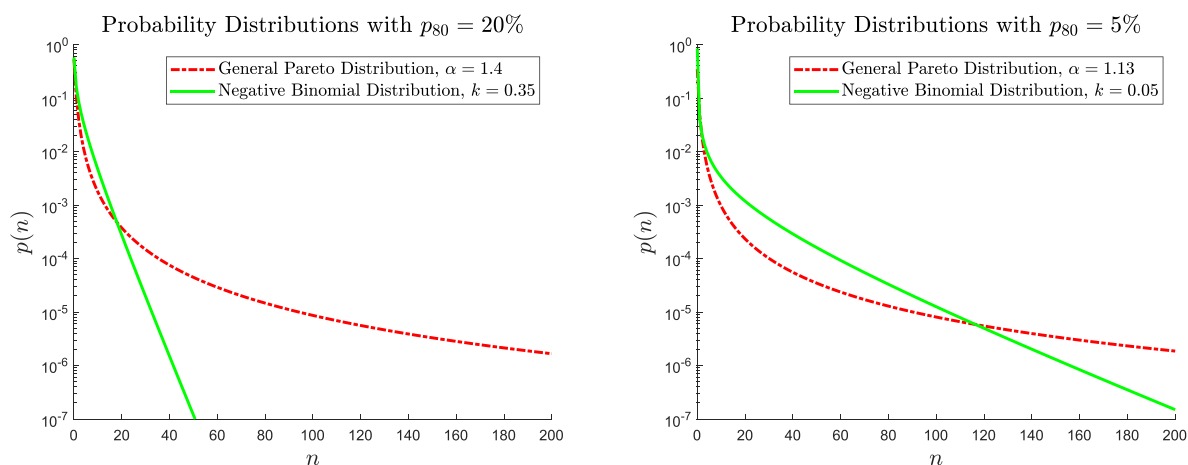 Probability Distributions with p₈₀ = 20%
General Pareto Distribution, α = 1.4
Negative Binomial Distribution, k = 0.35
p(n)
10⁰
10⁻¹
10⁻²
10⁻³
10⁻⁴
10⁻⁵
10⁻⁶
10⁻⁷
0 20 40 60 80 100 120 140 160 180 200
n
Probability Distributions with p₈₀ = 5%
General Pareto Distribution, α = 1.13
Negative Binomial Distribution, k = 0.05
p(n)
10⁰
10⁻¹
10⁻²
10⁻³
10⁻⁴
10⁻⁵
10⁻⁶
10⁻⁷
0 20 40 60 80 100 120 140 160 180 200
n